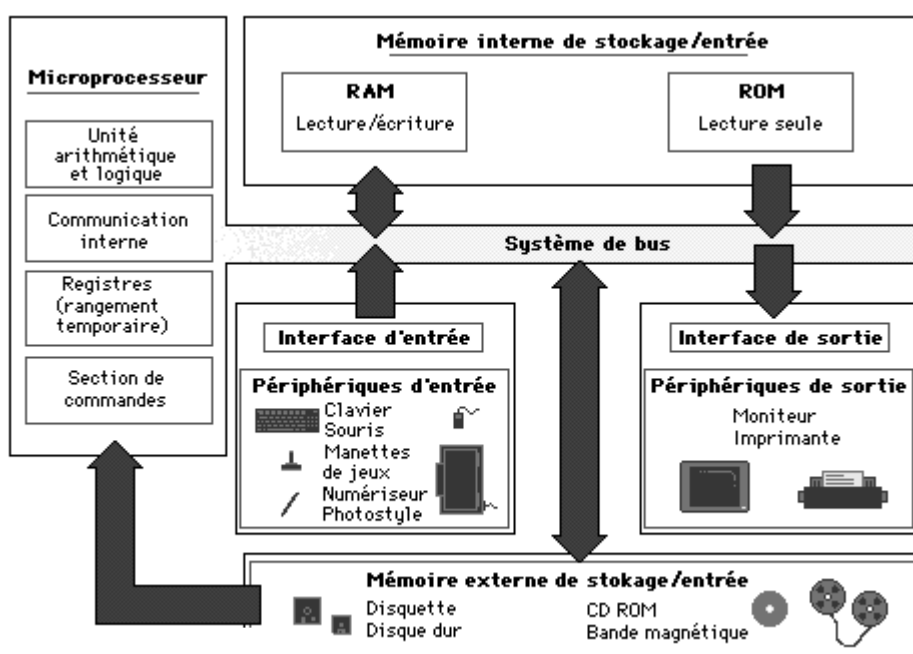 Microprocesseur
Unité
arithmétique
et logique
Communication
interne
Registres
(rangement
temporaire)
Section de
commandes
Mémoire interne de stockage/entrée
RAM
Lecture/écriture
ROM
Lecture seule
Système de bus
Interface d'entrée
Périphériques d'entrée
Clavier
Souris
Manettes
de jeux
Numériseur
Photostyle
Interface de sortie
Périphériques de sortie
Moniteur
Imprimante
Mémoire externe de stokage/entrée
Disquette
Disque dur
CD ROM
Bande magnétique